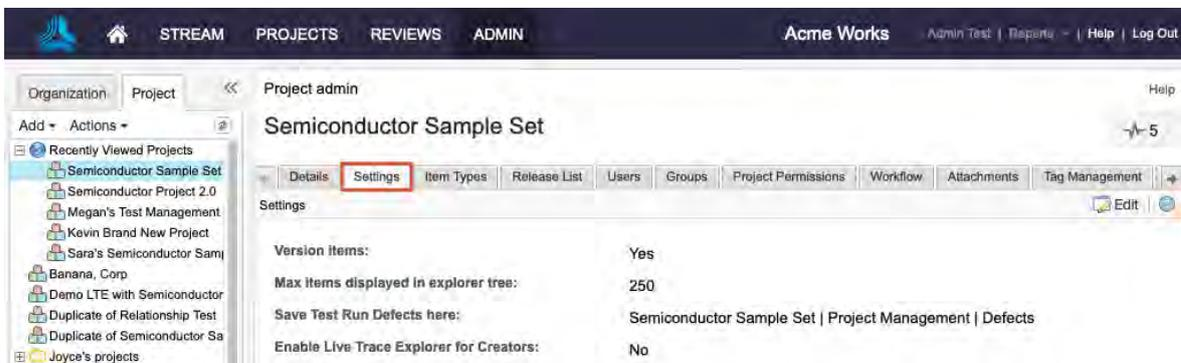 STREAM PROJECTS REVIEWS ADMIN Acme Works Admin Test | Reports | Help | Log Out
Organization Project
Add Actions
Recently Viewed Projects
Semiconductor Sample Set
Semiconductor Project 2.0
Megan's Test Management
Kevin Brand New Project
Sara's Semiconductor Samp
Banana, Corp
Demo LTE with Semiconductor
Duplicate of Relationship Test
Duplicate of Semiconductor Sa
Joyce's projects
Project admin Help
Semiconductor Sample Set 5
Details Settings Item Types Release List Users Groups Project Permissions Workflow Attachments Tag Management
Settings Edit
Version items: Yes
Max items displayed in explorer tree: 250
Save Test Run Defects here: Semiconductor Sample Set | Project Management | Defects
Enable Live Trace Explorer for Creators: No